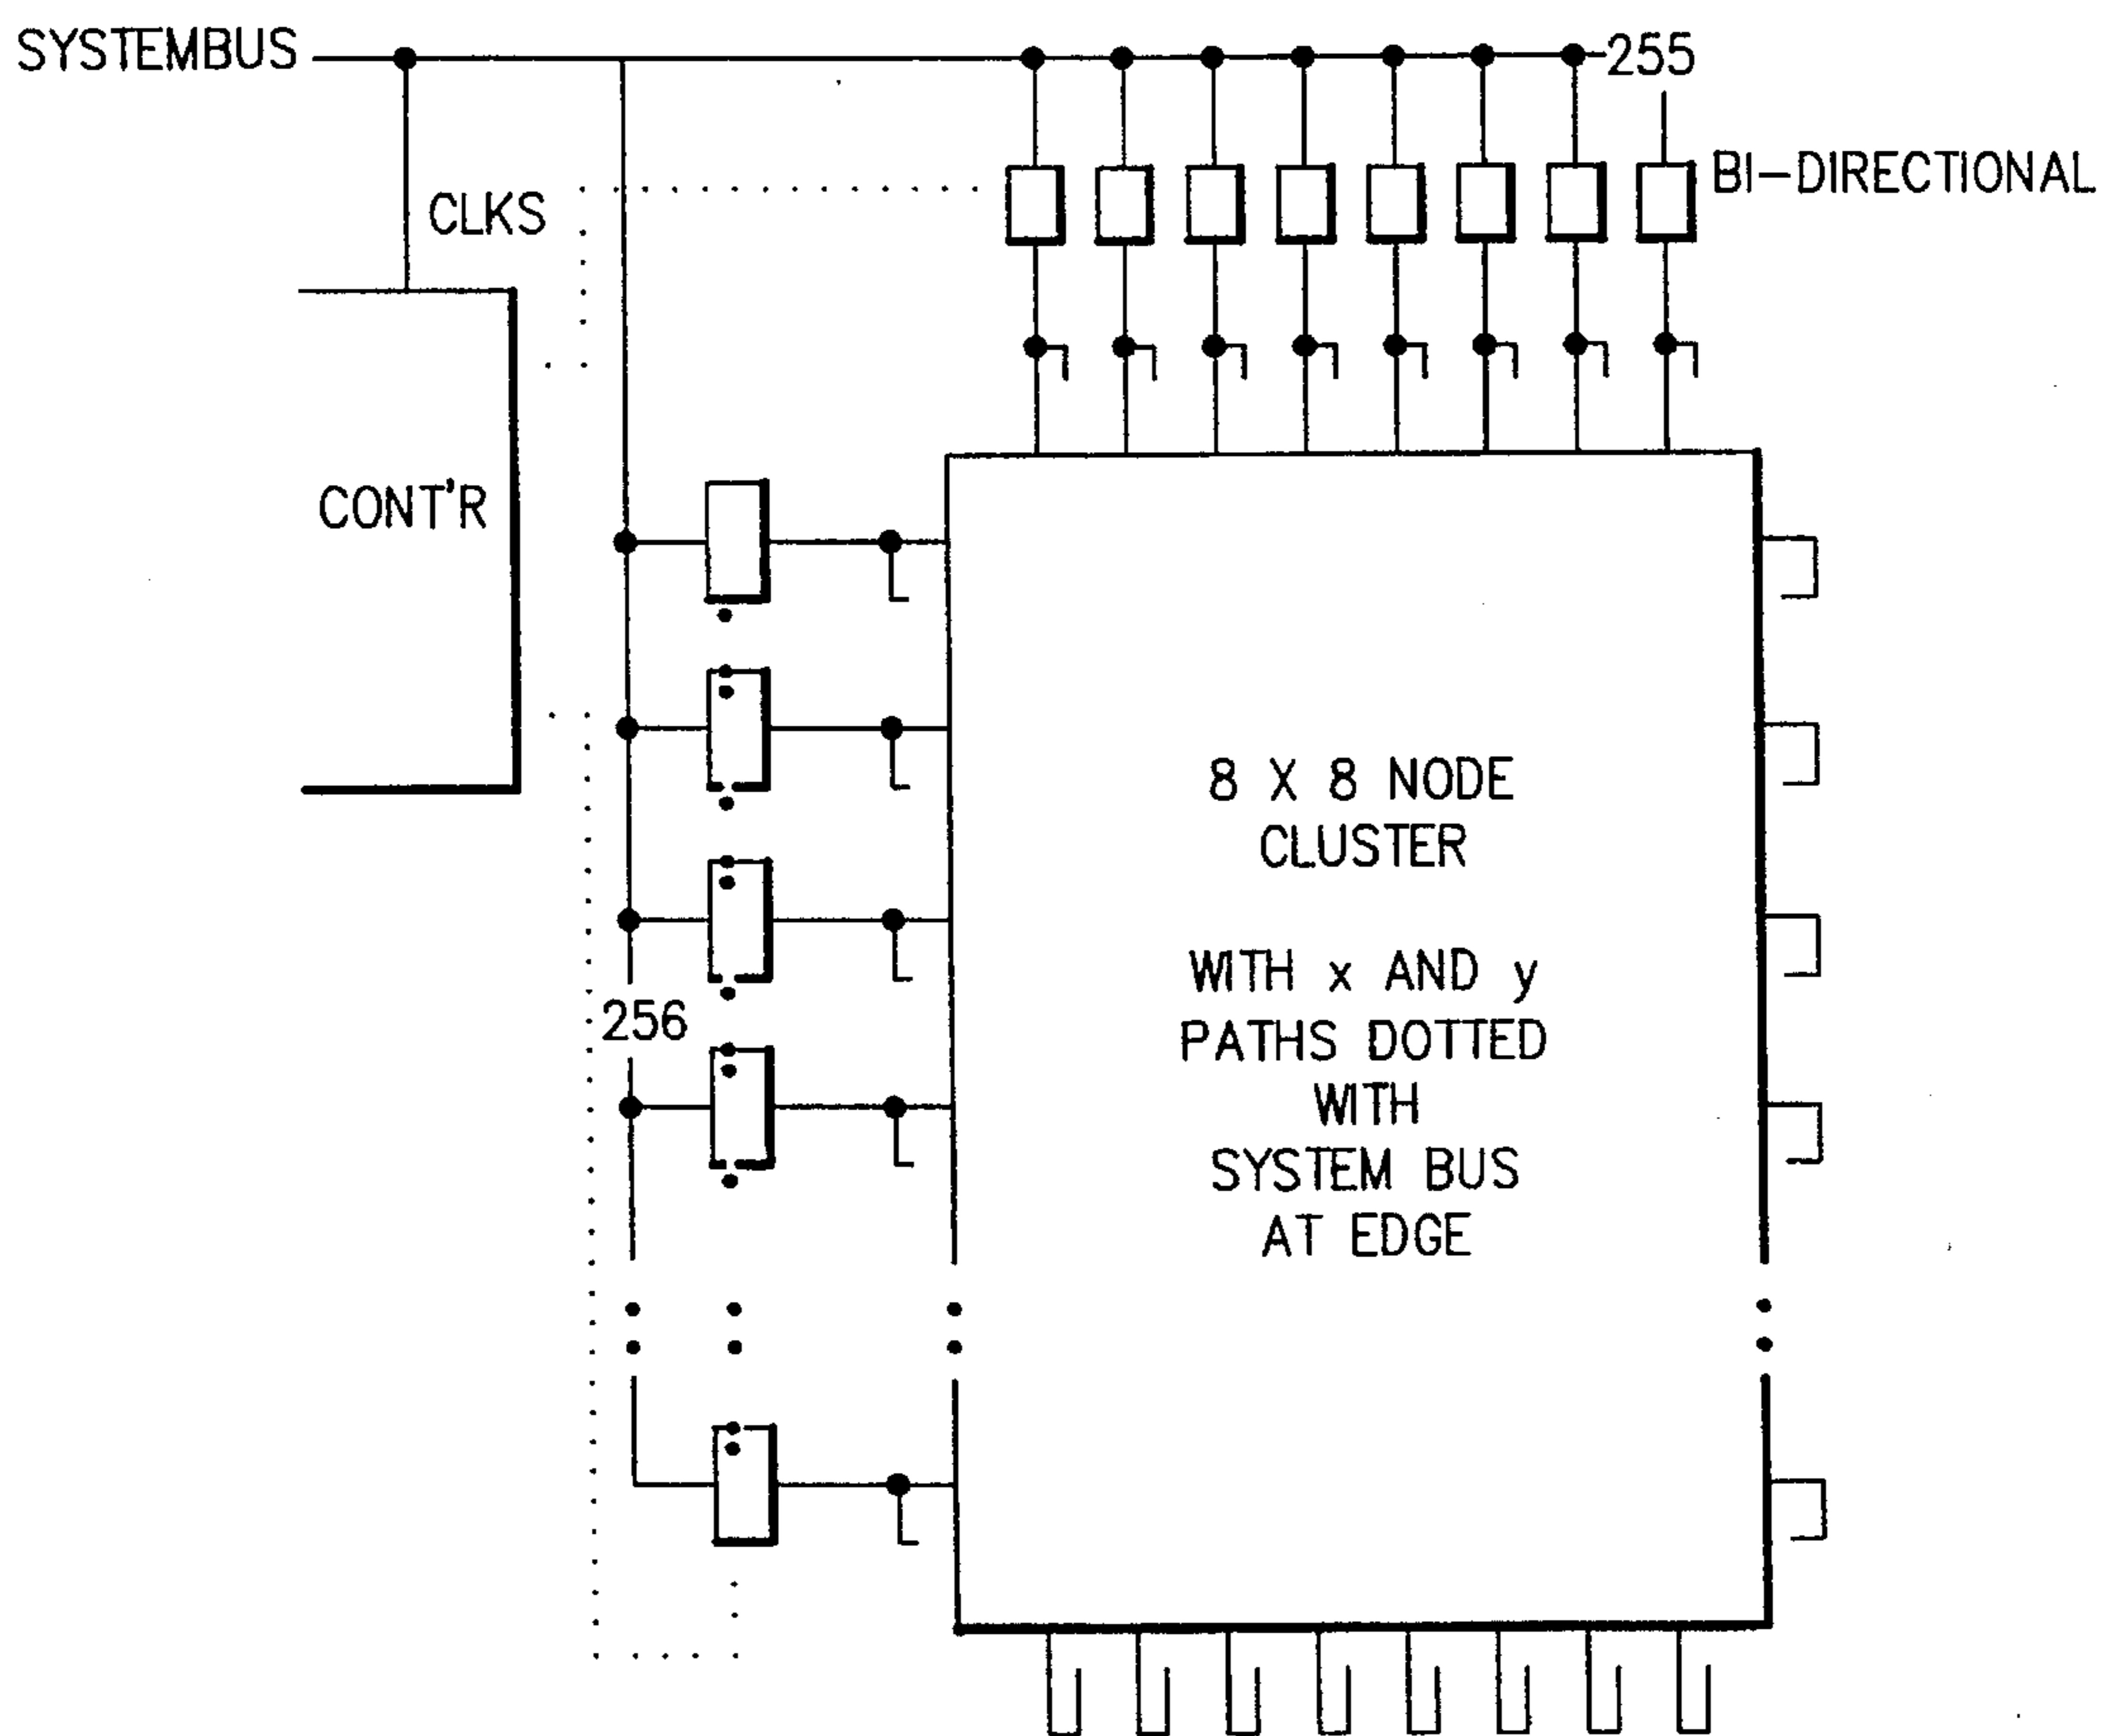 SYSTEMBUS
255
BI-DIRECTIONAL
CLKS
CONT'R
256
8 X 8 NODE
CLUSTER
WITH x AND y
PATHS DOTTED
WITH
SYSTEM BUS
AT EDGE